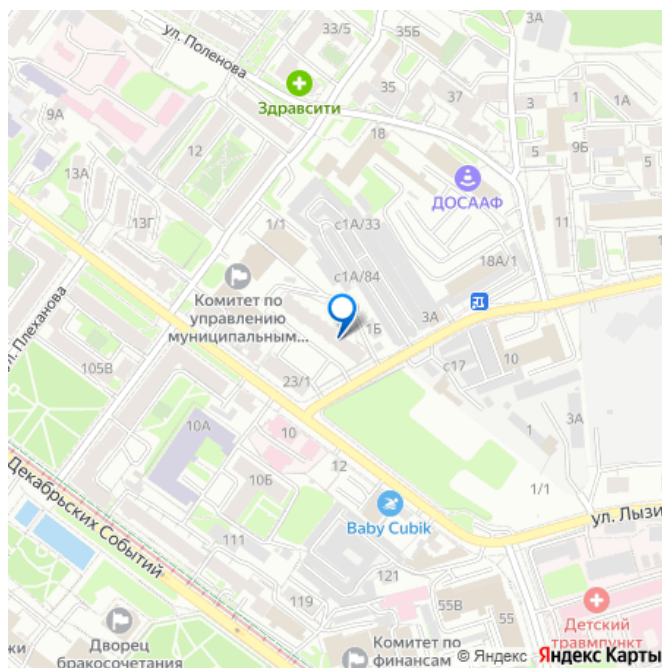 33/5
35Б
3А
ул. Поленова
35
37
3
1
1А
Здравсити
9А
12
18
5
9Б
5
13А
ДОСААФ
11
13Г
1/1
с1А/33
18А/1
с1А/84
Комитет по
управлению
муниципальным...
1Б
3А
ул. Плеханова
105В
23/1
с17
10
10А
10
3А
1
12
10Б
Декабрьских Событий
1/1
ул. Лызи
Baby Cubik
111
121
119
55В
55
Детский
травмпункт
Дворец
бракосочетания
жи
Комитет по
финансам
© Яндекс Яндекс Карты